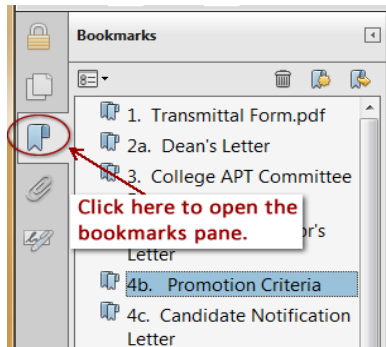 Bookmarks
1. Transmittal Form.pdf
2a. Dean's Letter
3. College APT Committee
Click here to open the
bookmarks pane.
or's
Letter
4b. Promotion Criteria
4c. Candidate Notification
Letter